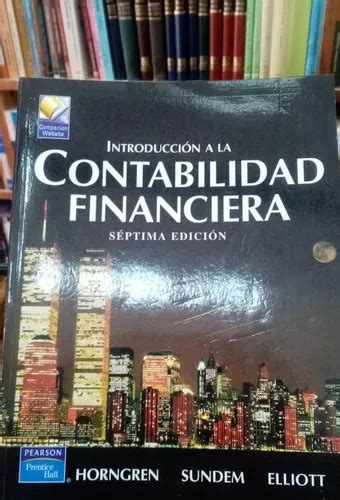 Companion
Website
INTRODUCCIÓN A LA
CONTABILIDAD
FINANCIERA
SÉPTIMA EDICIÓN
PEARSON
Prentice
Hall
HORNGREN SUNDEM ELLIOTT